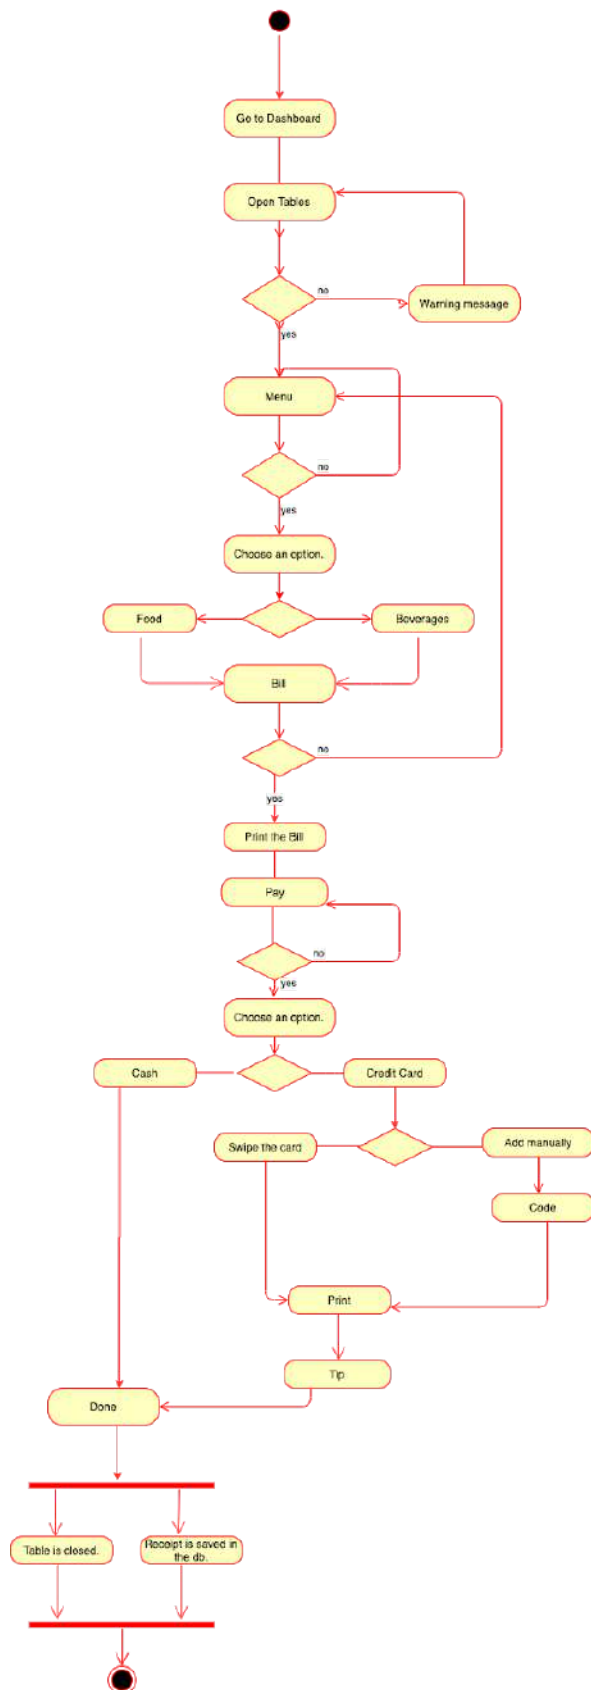 Go to Dashboard
Open Tables
no
Warning message
yes
Menu
no
yes
Choose an option.
Food
Beverages
Bill
no
yes
Print the Bill
Pay
no
yes
Choose an option.
Cash
Credit Card
Swipe the card
Add manually
Code
Print
Tip
Done
Table is closed.
Receipt is saved in
the db.